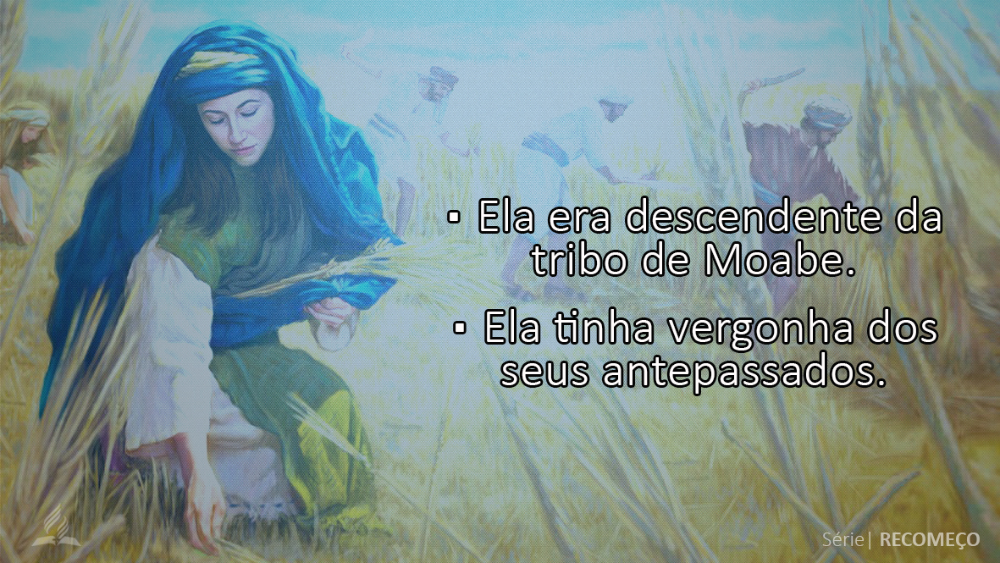 ▪ Ela era descendente da
tribo de Moabe.
▪ Ela tinha vergonha dos
seus antepassados.
Série| RECOMEÇO